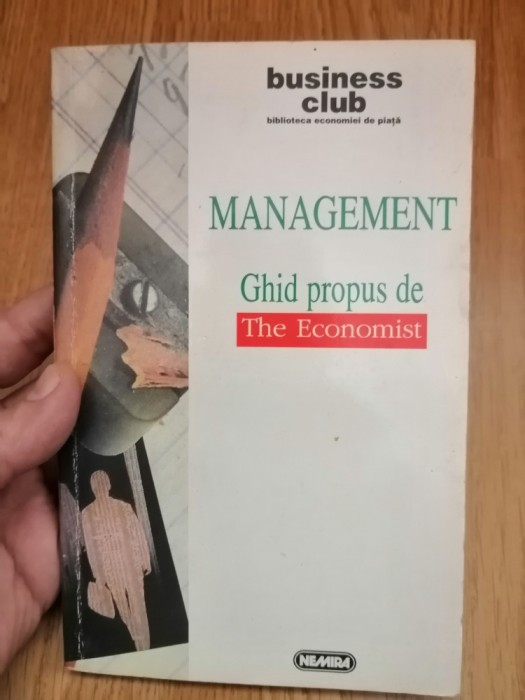 business
club
biblioteca economiei de piață
MANAGEMENT
Ghid propus de
The Economist
NEMIRA